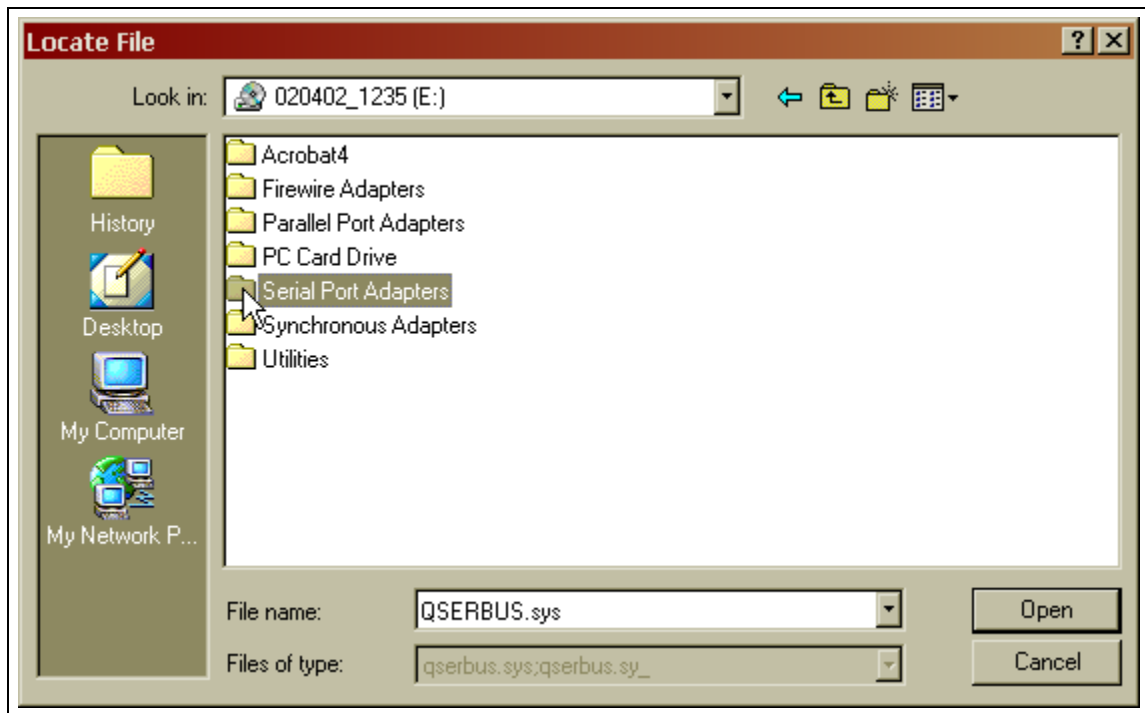 Locate File
Look in: 020402_1235 (E:)
History
Desktop
My Computer
My Network P...
Acrobat4
Firewire Adapters
Parallel Port Adapters
PC Card Drive
Serial Port Adapters
Synchronous Adapters
Utilities
File name: QSERBUS.sys Open
Files of type: qserbus.sys;qserbus.sy_ Cancel